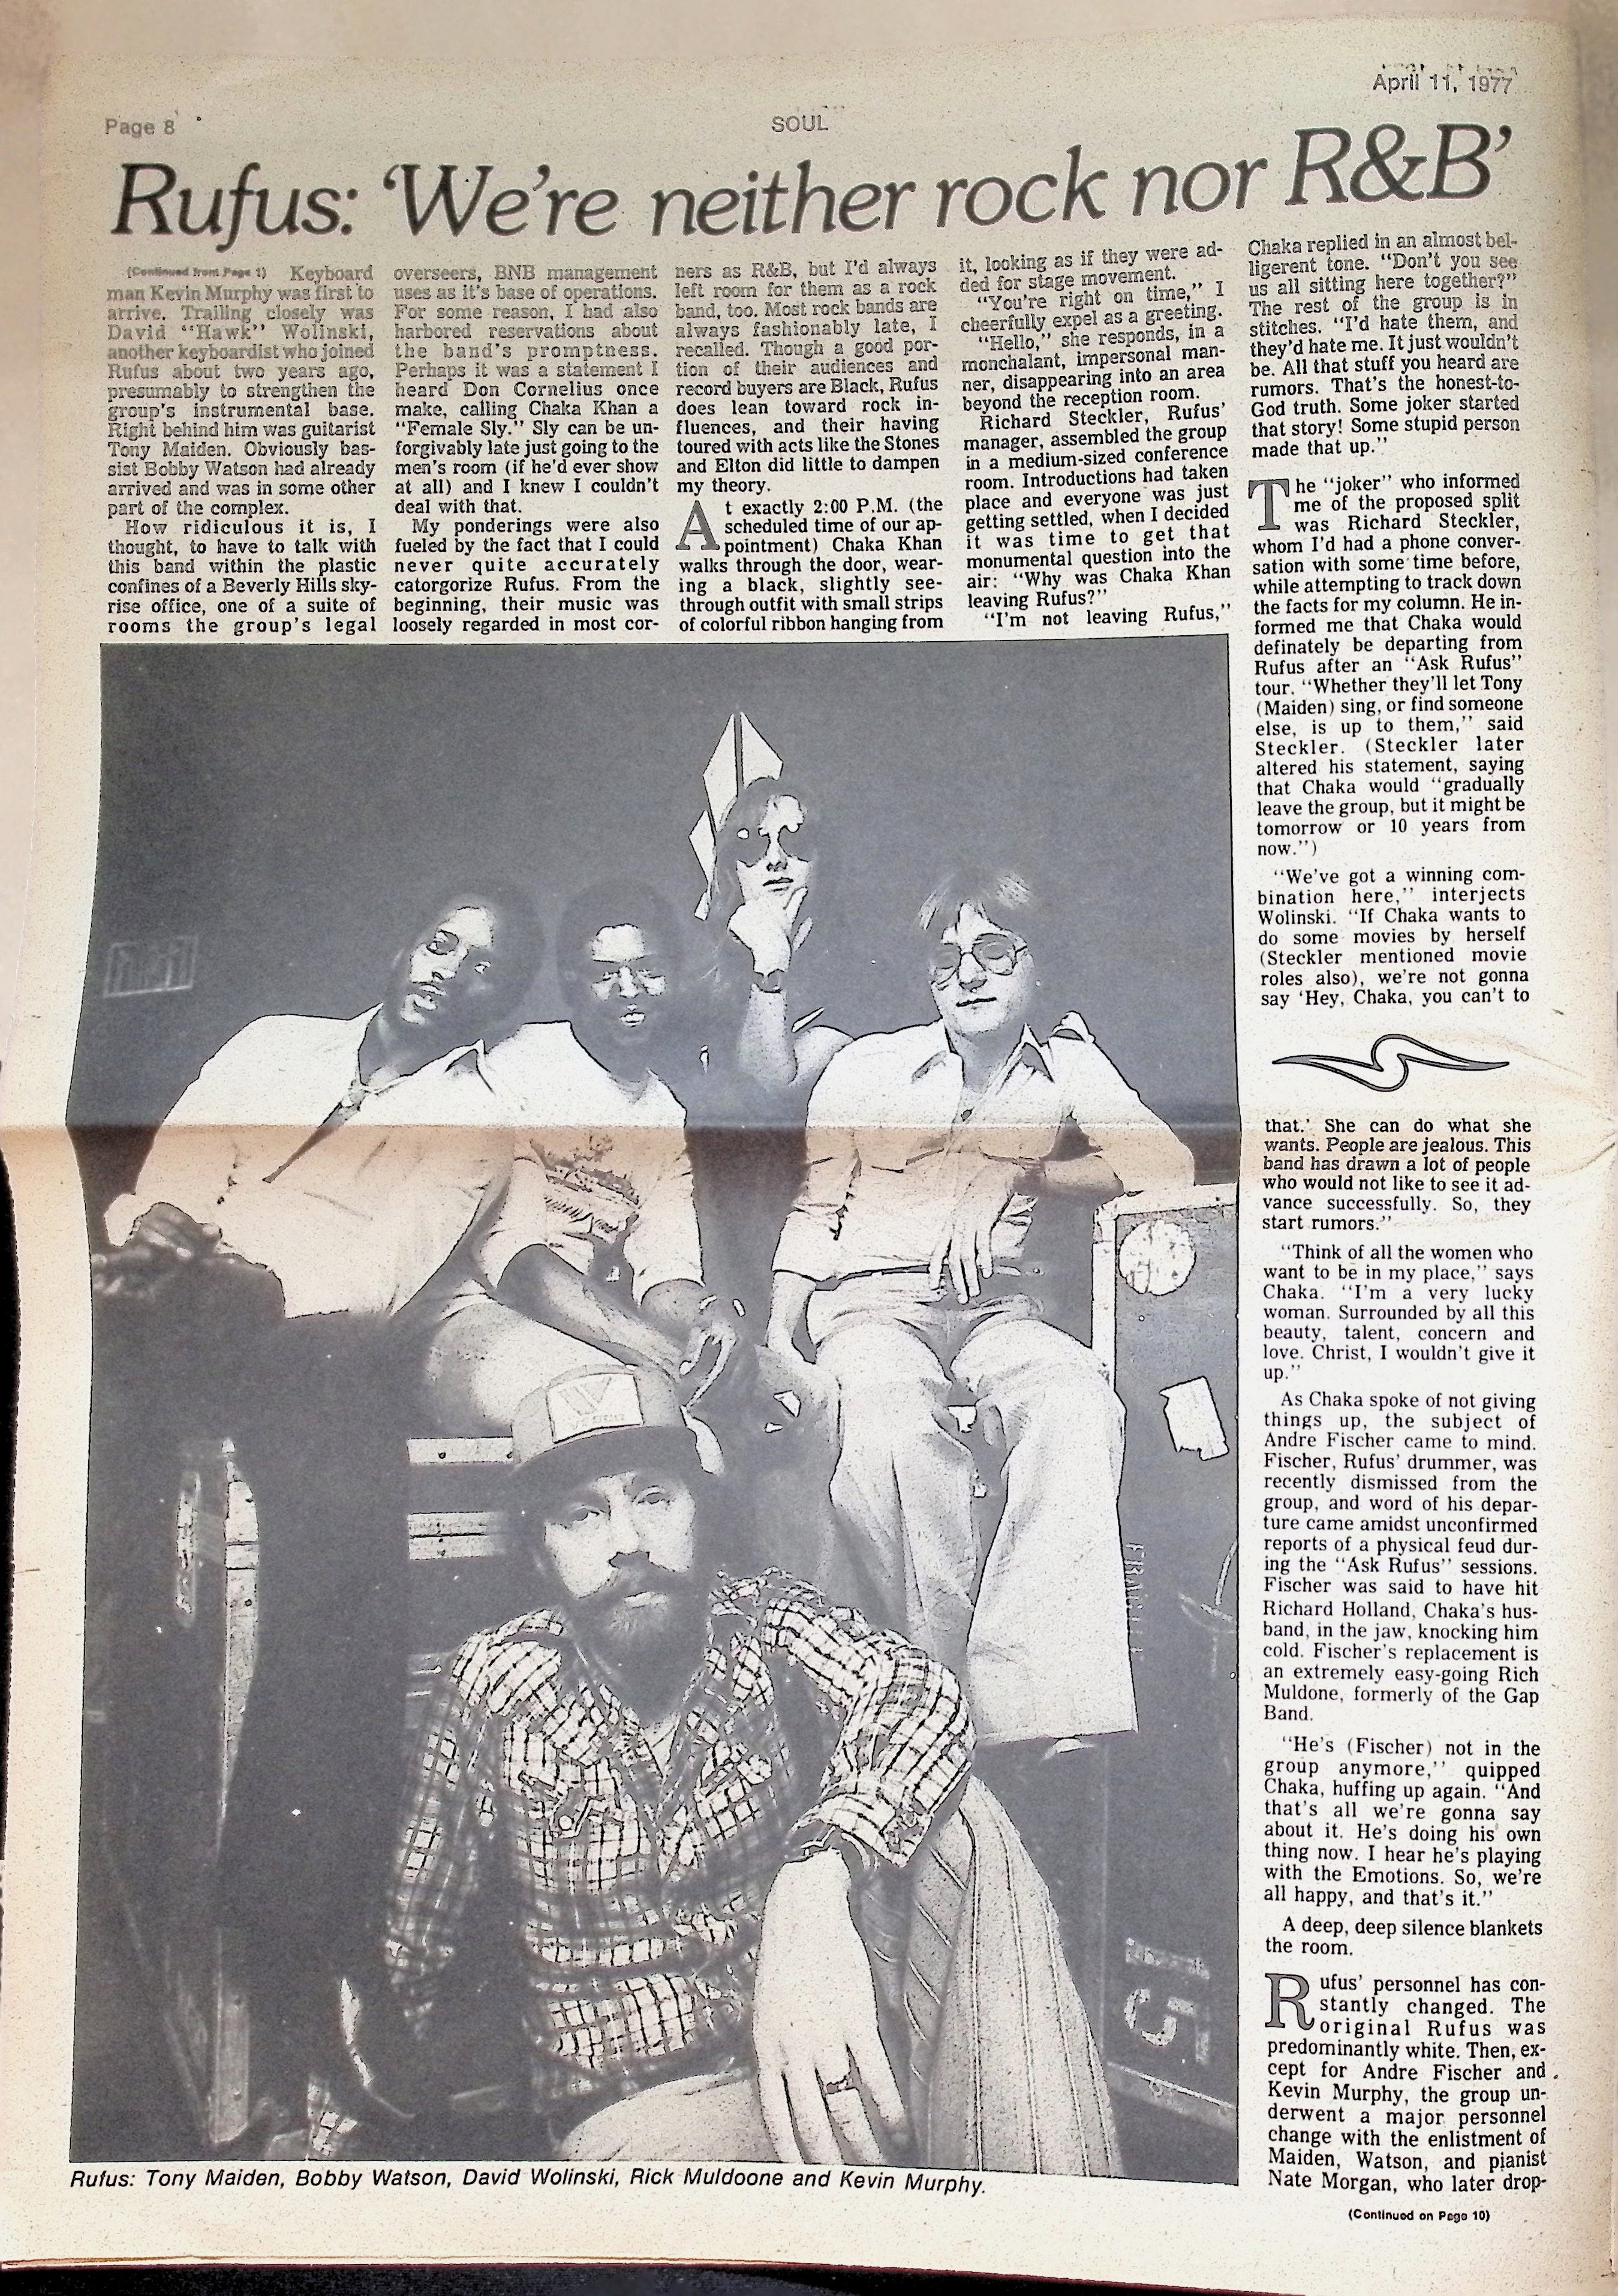 April 11, 1977
Page 8
SOUL
Rufus: ‘We're neither rock nor R&B’
(Continued from Page 1) Keyboard
man Kevin Murphy was first to
arrive. Trailing closely was
David “Hawk” Wolinski,
another keyboardist who joined
Rufus about two years ago,
presumably to strengthen the
group's instrumental base.
Right behind him was guitarist
Tony Maiden. Obviously bas-
sist Bobby Watson had already
arrived and was in some other
part of the complex.
How ridiculous it is, I
thought, to have to talk with
this band within the plastic
confines of a Beverly Hills sky-
rise office, one of a suite of
rooms the group's legal
overseers, BNB management
uses as it's base of operations.
For some reason, I had also
harbored reservations about
the band's promptness.
Perhaps it was a statement I
heard Don Cornelius once
make, calling Chaka Khan a
“Female Sly.” Sly can be un-
forgivably late just going to the
men's room (if he'd ever show
at all) and I knew I couldn't
deal with that.
My ponderings were also
fueled by the fact that I could
never quite accurately
catorgorize Rufus. From the
beginning, their music was
loosely regarded in most cor-
ners as R&B, but I'd always
left room for them as a rock
band, too. Most rock bands are
always fashionably late, I
recalled. Though a good por-
tion of their audiences and
record buyers are Black, Rufus
does lean toward rock in-
fluences, and their having
toured with acts like the Stones
and Elton did little to dampen
my theory.
At exactly 2:00 P.M. (the
scheduled time of our ap-
pointment) Chaka Khan
walks through the door, wear-
ing a black, slightly see-
through outfit with small strips
of colorful ribbon hanging from
it, looking as if they were ad-
ded for stage movement.
“You're right on time,” I
cheerfully expel as a greeting.
“Hello,” she responds, in a
monchalant, impersonal man-
ner, disappearing into an area
beyond the reception room.
Richard Steckler, Rufus'
manager, assembled the group
in a medium-sized conference
room. Introductions had taken
place and everyone was just
getting settled, when I decided
it was time to get that
monumental question into the
air: “Why was Chaka Khan
leaving Rufus?”
“I'm not leaving Rufus,”
Chaka replied in an almost bel-
ligerent tone. “Don't you see
us all sitting here together?”
The rest of the group is in
stitches. “I'd hate them, and
they'd hate me. It just wouldn't
be. All that stuff you heard are
rumors. That's the honest-to-
God truth. Some joker started
that story! Some stupid person
made that up.”
The “joker” who informed
me of the proposed split
was Richard Steckler,
whom I'd had a phone conver-
sation with some time before,
while attempting to track down
the facts for my column. He in-
formed me that Chaka would
definately be departing from
Rufus after an “Ask Rufus”
tour. “Whether they'll let Tony
(Maiden) sing, or find someone
else, is up to them,” said
Steckler. (Steckler later
altered his statement, saying
that Chaka would “gradually
leave the group, but it might be
tomorrow or 10 years from
now.”)
“We've got a winning com-
bination here,” interjects
Wolinski. “If Chaka wants to
do some movies by herself
(Steckler mentioned movie
roles also), we're not gonna
say ‘Hey, Chaka, you can't to
that.’ She can do what she
wants. People are jealous. This
band has drawn a lot of people
who would not like to see it ad-
vance successfully. So, they
start rumors.”
“Think of all the women who
want to be in my place,” says
Chaka. “I'm a very lucky
woman. Surrounded by all this
beauty, talent, concern and
love. Christ, I wouldn't give it
up.”
As Chaka spoke of not giving
things up, the subject of
Andre Fischer came to mind.
Fischer, Rufus' drummer, was
recently dismissed from the
group, and word of his depar-
ture came amidst unconfirmed
reports of a physical feud dur-
ing the “Ask Rufus” sessions.
Fischer was said to have hit
Richard Holland, Chaka's hus-
band, in the jaw, knocking him
cold. Fischer's replacement is
an extremely easy-going Rich
Muldone, formerly of the Gap
Band.
“He's (Fischer) not in the
group anymore,” quipped
Chaka, huffing up again. “And
that's all we're gonna say
about it. He's doing his own
thing now. I hear he's playing
with the Emotions. So, we're
all happy, and that's it.”
A deep, deep silence blankets
the room.
Rufus' personnel has con-
stantly changed. The
original Rufus was
predominantly white. Then, ex-
cept for Andre Fischer and
Kevin Murphy, the group un-
derwent a major personnel
change with the enlistment of
Maiden, Watson, and pianist
Nate Morgan, who later drop-
(Continued on Page 10)
Rufus: Tony Maiden, Bobby Watson, David Wolinski, Rick Muldoone and Kevin Murphy.